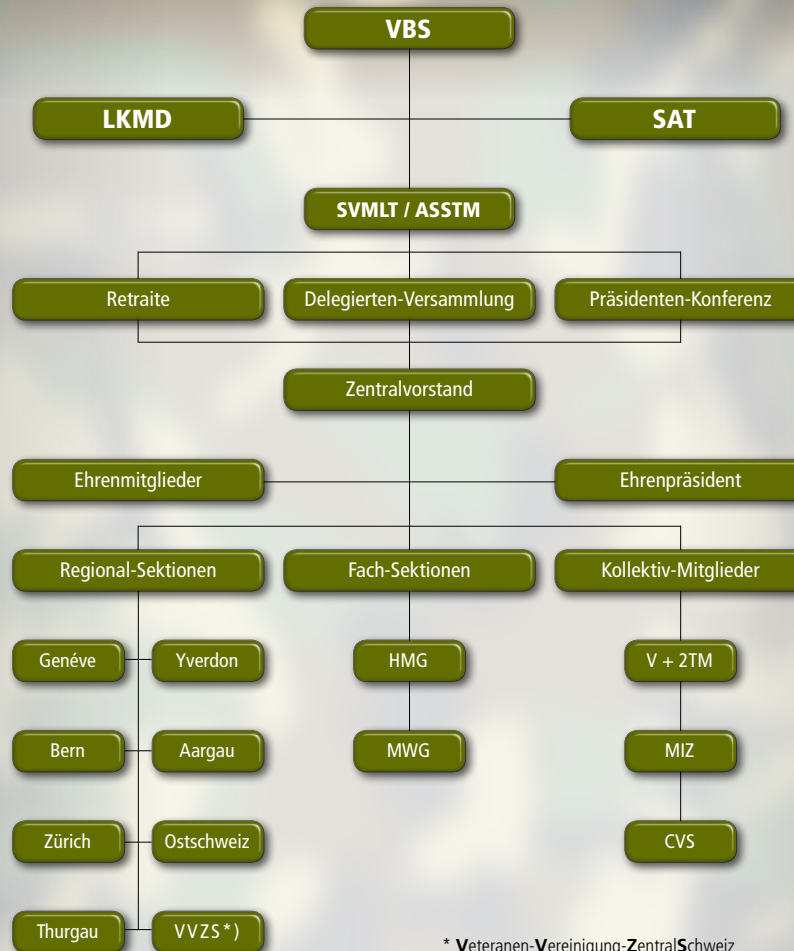 VBS
LKMD
SAT
SVMLT / ASSTM
Retraite
Delegierten-Versammlung
Präsidenten-Konferenz
Zentralvorstand
Ehrenmitglieder
Ehrenpräsident
Regional-Sektionen
Fach-Sektionen
Kollektiv-Mitglieder
Genéve
Yverdon
HMG
V + 2TM
Bern
Aargau
MWG
MIZ
Zürich
Ostschweiz
CVS
Thurgau
VVZS*)
* Veteranen-Vereinigung-ZentralSchweiz